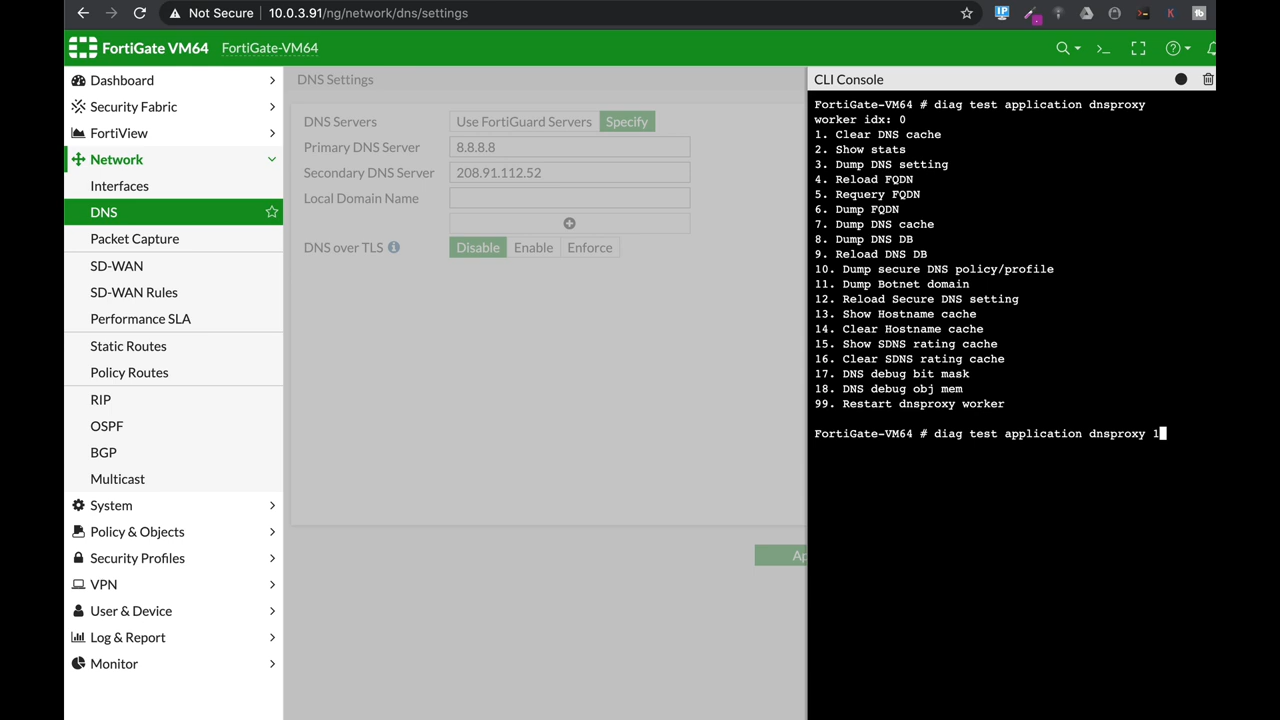 Not Secure | 10.0.3.91/ng/network/dns/settings
FortiGate VM64 FortiGate-VM64
Dashboard
Security Fabric
FortiView
Network
Interfaces
DNS
Packet Capture
SD-WAN
SD-WAN Rules
Performance SLA
Static Routes
Policy Routes
RIP
OSPF
BGP
Multicast
System
Policy & Objects
Security Profiles
VPN
User & Device
Log & Report
Monitor
DNS Settings
DNS Servers Use FortiGuard Servers Specify
Primary DNS Server 8.8.8.8
Secondary DNS Server 208.91.112.52
Local Domain Name
DNS over TLS Disable Enable Enforce
Ap
CLI Console
FortiGate-VM64 # diag test application dnsproxy
worker idx: 0
1. Clear DNS cache
2. Show stats
3. Dump DNS setting
4. Reload FQDN
5. Requery FQDN
6. Dump FQDN
7. Dump DNS cache
8. Dump DNS DB
9. Reload DNS DB
10. Dump secure DNS policy/profile
11. Dump Botnet domain
12. Reload Secure DNS setting
13. Show Hostname cache
14. Clear Hostname cache
15. Show SDNS rating cache
16. Clear SDNS rating cache
17. DNS debug bit mask
18. DNS debug obj mem
99. Restart dnsproxy worker
FortiGate-VM64 # diag test application dnsproxy 1